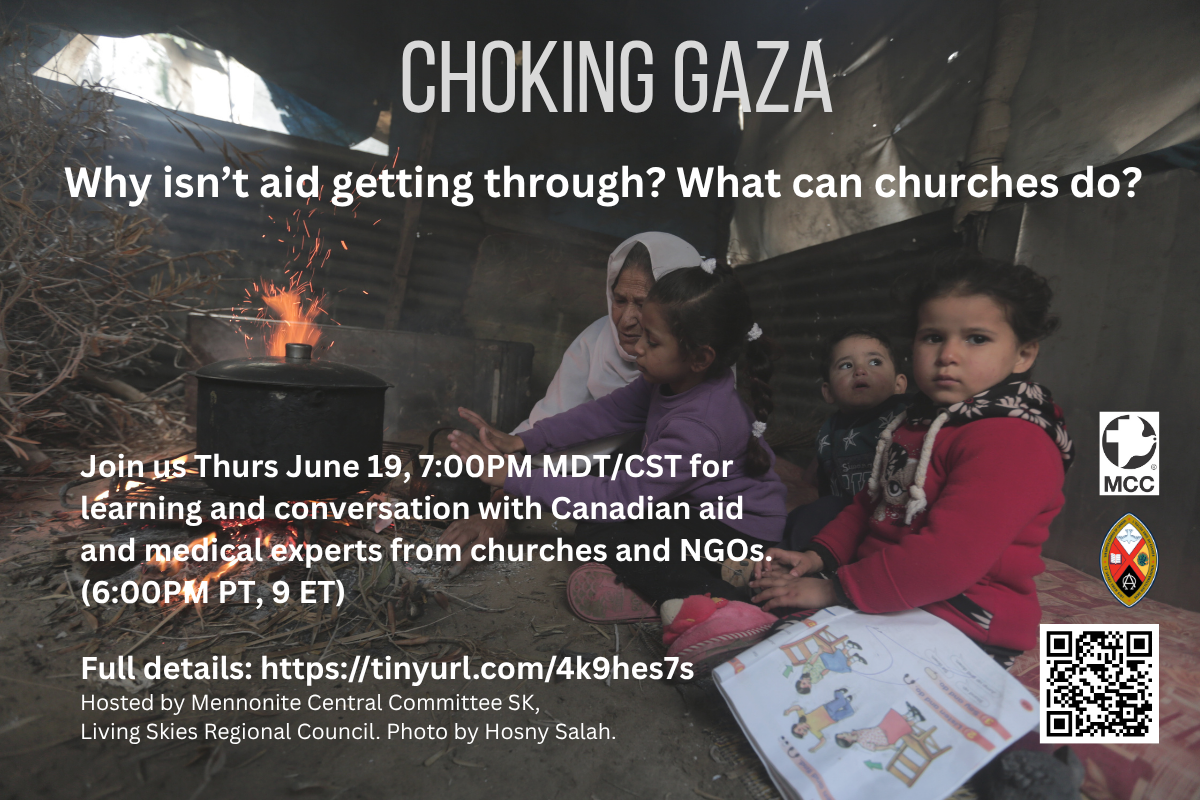 CHOKING GAZA
Why isn't aid getting through? What can churches do?
Join us Thurs June 19, 7:00PM MDT/CST for
learning and conversation with Canadian aid
and medical experts from churches and NGOs.
(6:00PM PT, 9 ET)
MCC
Full details: https://tinyurl.com/4k9hes7s
Hosted by Mennonite Central Committee SK,
Living Skies Regional Council. Photo by Hosny Salah.